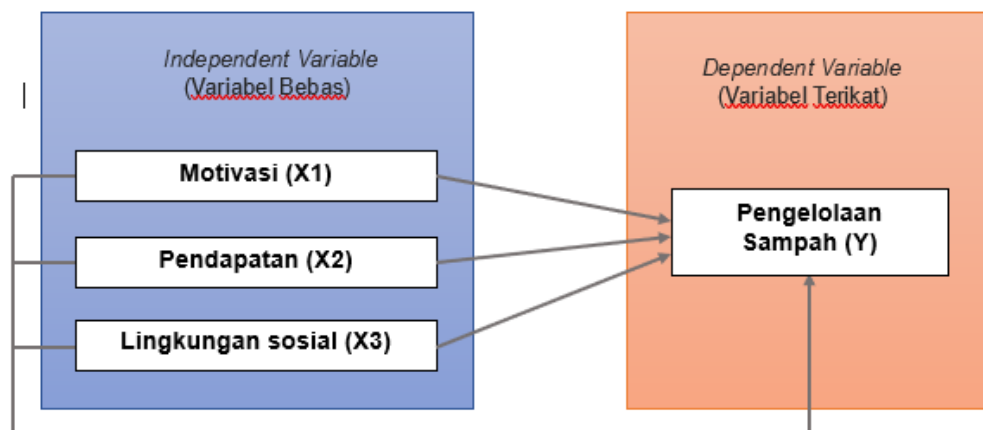 Independent Variable
(Variabel Bebas)
Motivasi (X1)
Pendapatan (X2)
Lingkungan sosial (X3)
Dependent Variable
(Variabel Terikat)
Pengelolaan
Sampah (Y)